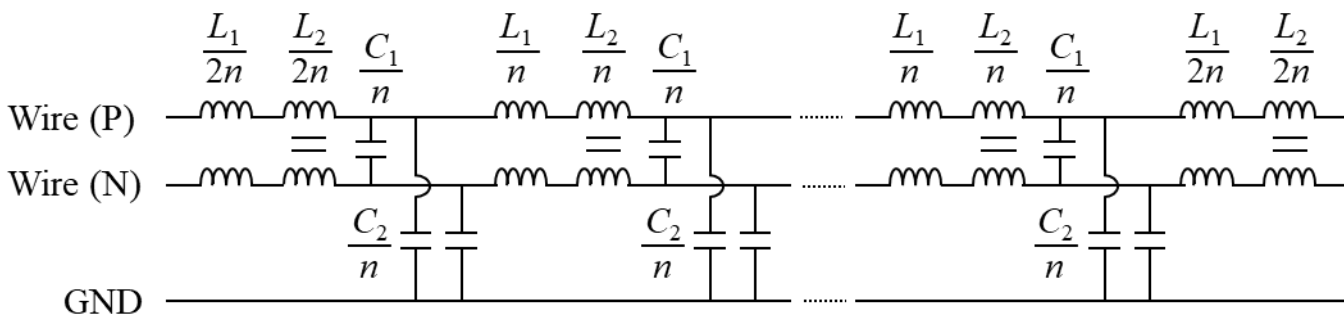 L₁/2n L₂/2n C₁/n L₁/n L₂/n C₁/n L₁/n L₂/n C₁/n L₁/2n L₂/2n
Wire (P)
Wire (N)
C₂/n C₂/n C₂/n
GND